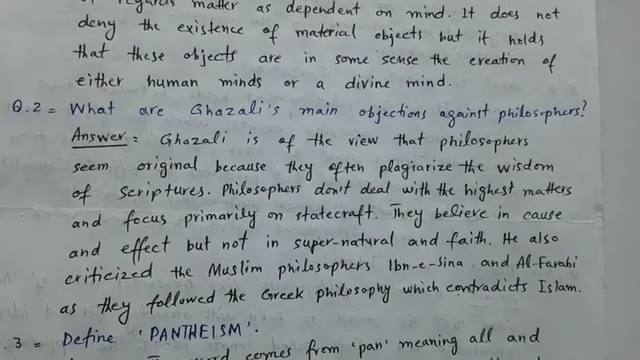 regards matter as dependent on mind. It does not
deny the existence of material objects but it holds
that these objects are in some sense the creation of
either human minds or a divine mind.
Q.2 = What are Ghazali's main objections against philosophers?
Answer: Ghazali is of the view that philosophers
seem original because they often plagiarize the wisdom
of scriptures. Philosophers don't deal with the highest matters
and focus primarily on statecraft. They believe in cause
and effect but not in super-natural and faith. He also
criticized the Muslim philosophers Ibn-e-Sina and Al-Farabi
as they followed the Greek philosophy which contradicts Islam.
.3 = Define 'PANTHEISM'.
word comes from 'pan' meaning all and